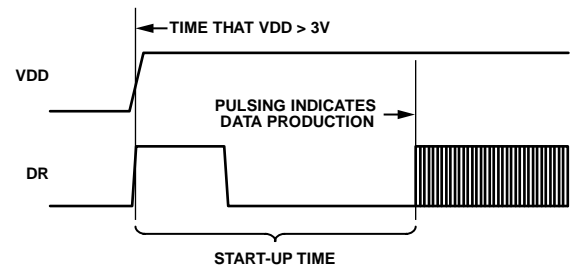 TIME THAT VDD > 3V
VDD
PULSING INDICATES
DATA PRODUCTION
DR
START-UP TIME